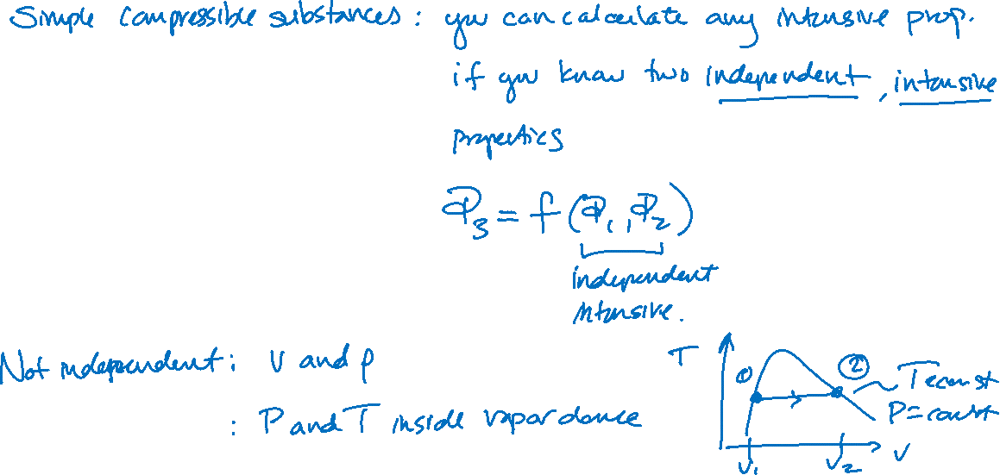 Simple compressible substances : you can calculate any intensive prop.
if you know two independent, intensive
properties
P₃ = f(P₁, P₂)
independent
intensive.
Not independent : v and ρ
: P and T inside vapor dome
T
① ②
T=const
P=const
v₁ v₂ v